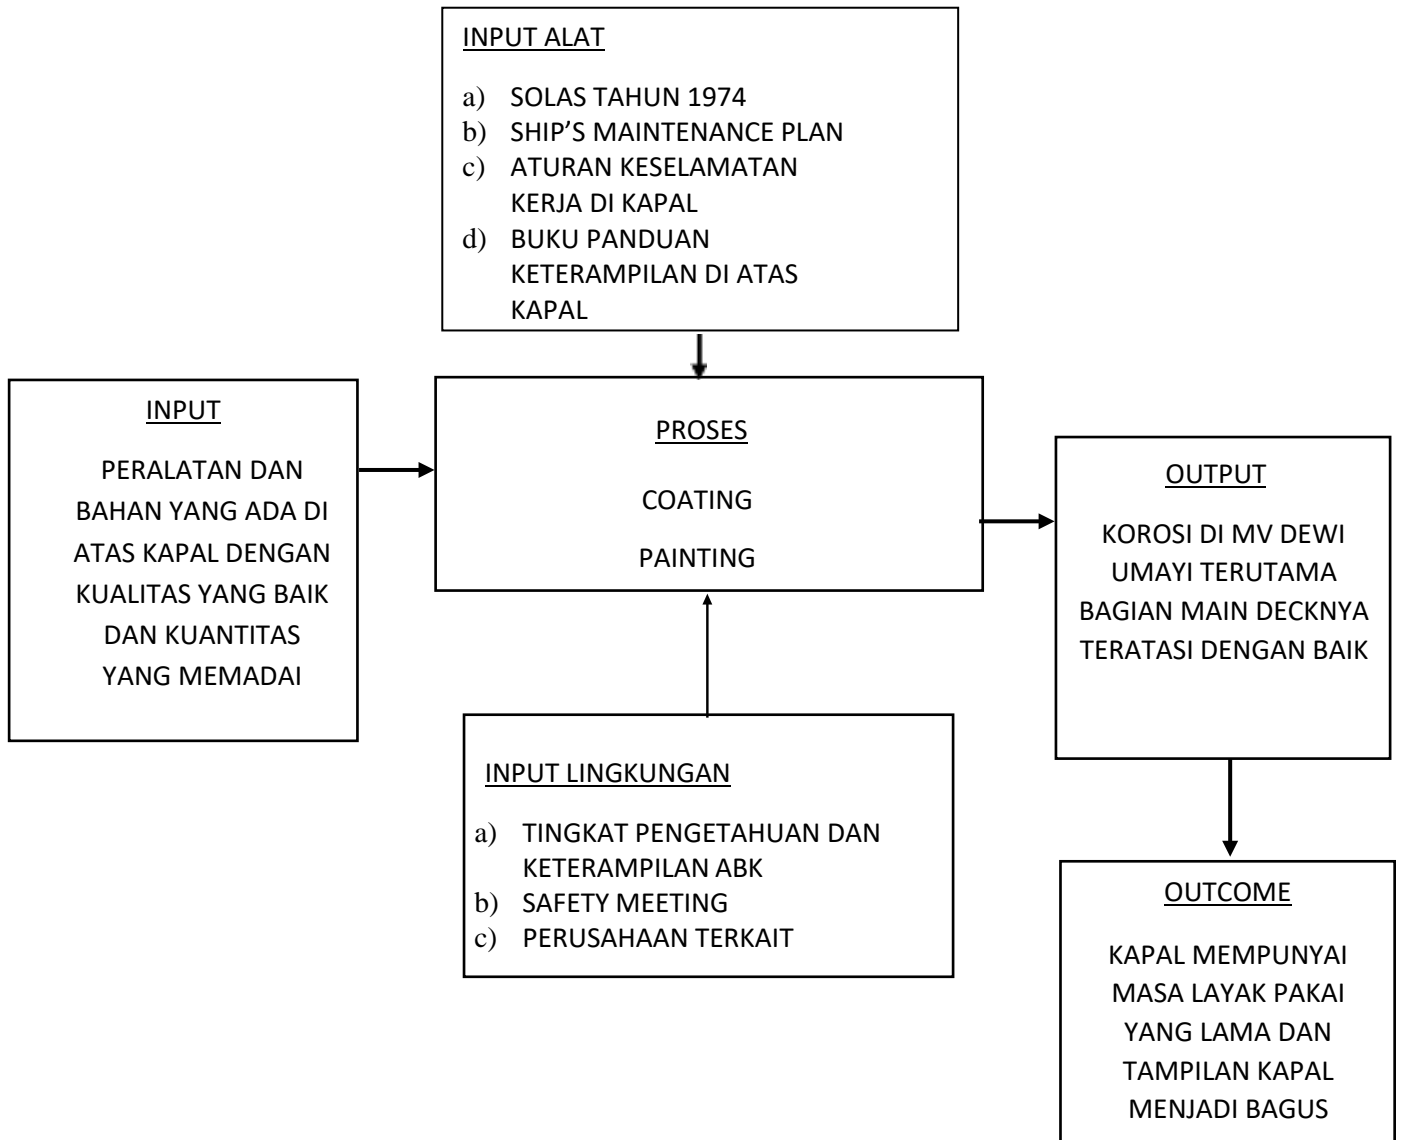 INPUT ALAT
a) SOLAS TAHUN 1974
b) SHIP’S MAINTENANCE PLAN
c) ATURAN KESELAMATAN
KERJA DI KAPAL
d) BUKU PANDUAN
KETERAMPILAN DI ATAS
KAPAL
INPUT
PERALATAN DAN
BAHAN YANG ADA DI
ATAS KAPAL DENGAN
KUALITAS YANG BAIK
DAN KUANTITAS
YANG MEMADAI
PROSES
COATING
PAINTING
OUTPUT
KOROSI DI MV DEWI
UMAYI TERUTAMA
BAGIAN MAIN DECKNYA
TERATASI DENGAN BAIK
INPUT LINGKUNGAN
a) TINGKAT PENGETAHUAN DAN
KETERAMPILAN ABK
b) SAFETY MEETING
c) PERUSAHAAN TERKAIT
OUTCOME
KAPAL MEMPUNYAI
MASA LAYAK PAKAI
YANG LAMA DAN
TAMPILAN KAPAL
MENJADI BAGUS